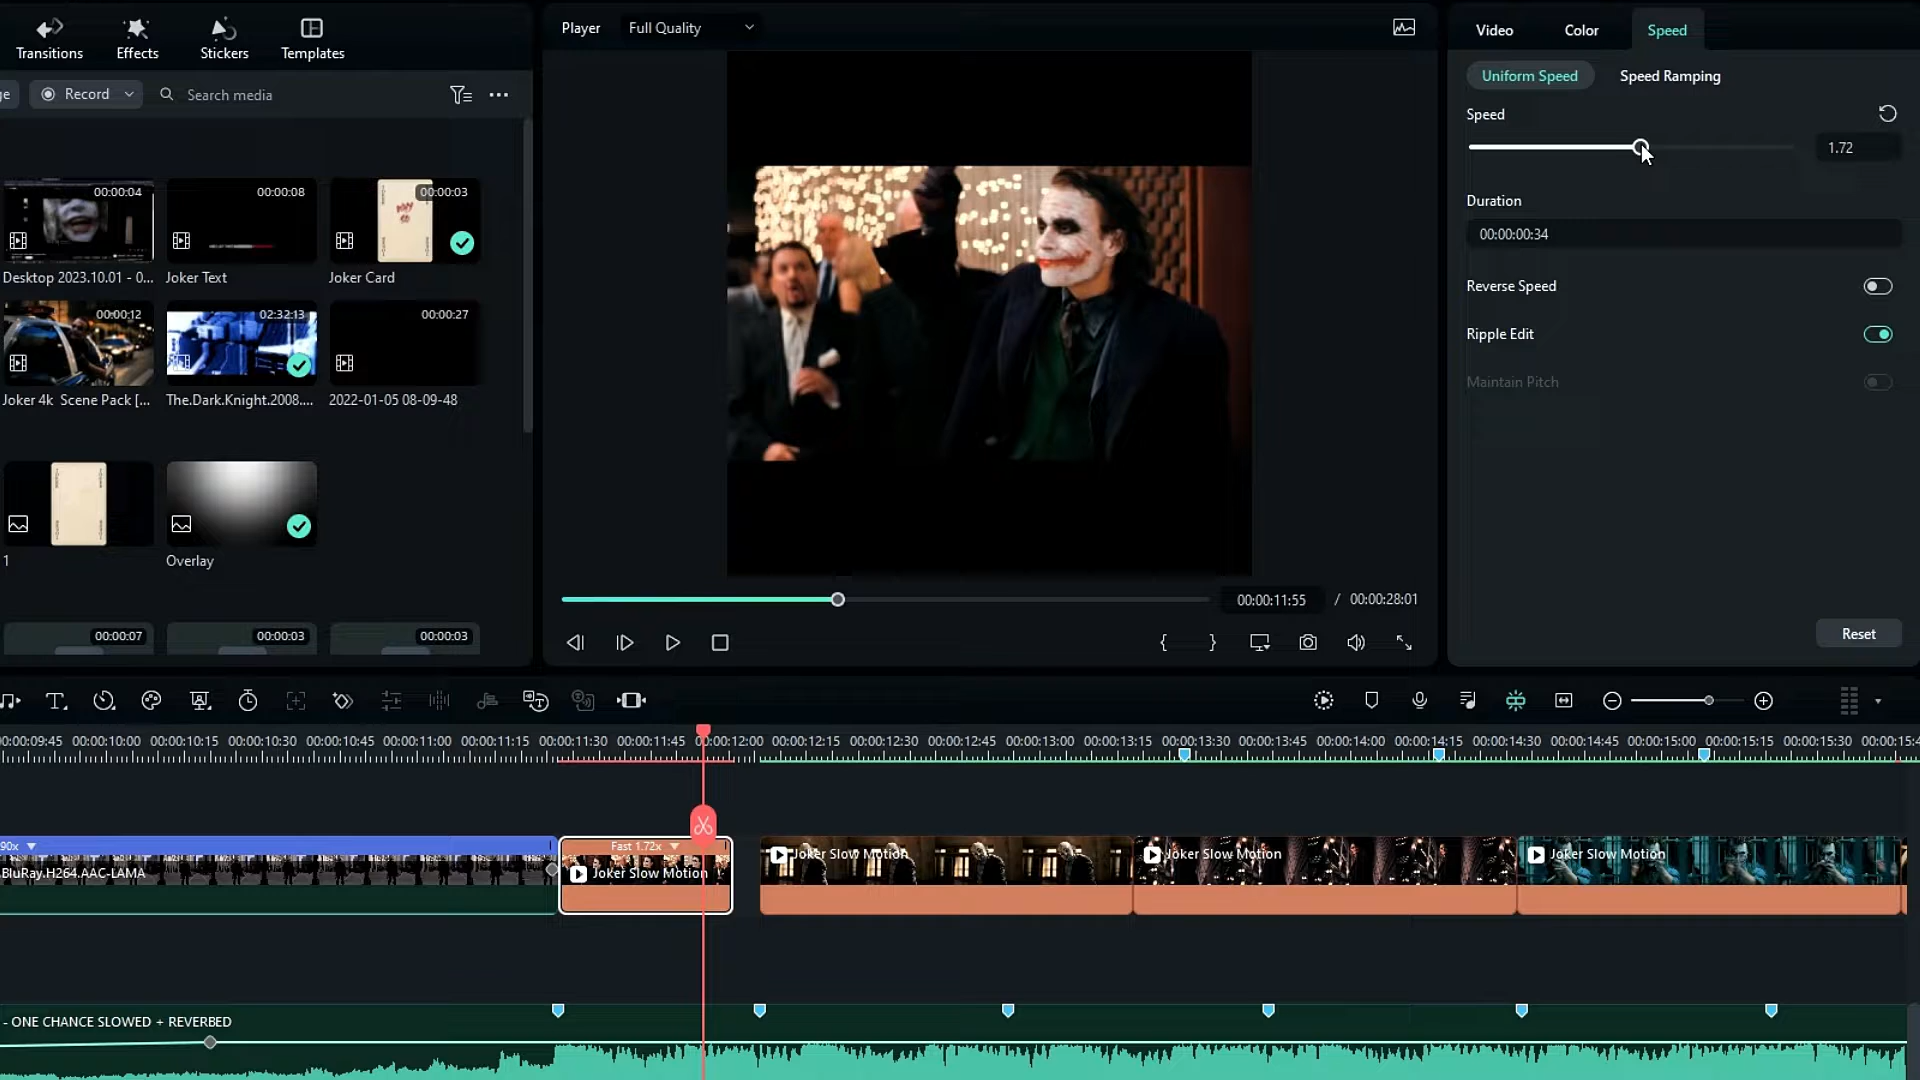 Transitions Effects Stickers Templates
ge Record Search media
00:00:04 00:00:08 00:00:03
Desktop 2023.10.01 - 0... Joker Text Joker Card
00:00:12 02:32:13 00:00:27
Joker 4k Scene Pack [... The.Dark.Knight.2008.... 2022-01-05 08-09-48
1 Overlay
00:00:07 00:00:03 00:00:03
Player Full Quality
00:00:11:55 / 00:00:28:01
{ }
Video Color Speed
Uniform Speed Speed Ramping
Speed
1.72
Duration
00:00:00:34
Reverse Speed
Ripple Edit
Maintain Pitch
Reset
00:00:09:45 00:00:10:00 00:00:10:15 00:00:10:30 00:00:10:45 00:00:11:00 00:00:11:15 00:00:11:30 00:00:11:45 00:00:12:00 00:00:12:15 00:00:12:30 00:00:12:45 00:00:13:00 00:00:13:15 00:00:13:30 00:00:13:45 00:00:14:00 00:00:14:15 00:00:14:30 00:00:14:45 00:00:15:00 00:00:15:15 00:00:15:30 00:00:15:4
90x Fast 1.72x
BluRay.H264.AAC-LAMA Joker Slow Motion Joker Slow Motion Joker Slow Motion Joker Slow Motion
- ONE CHANCE SLOWED + REVERBED